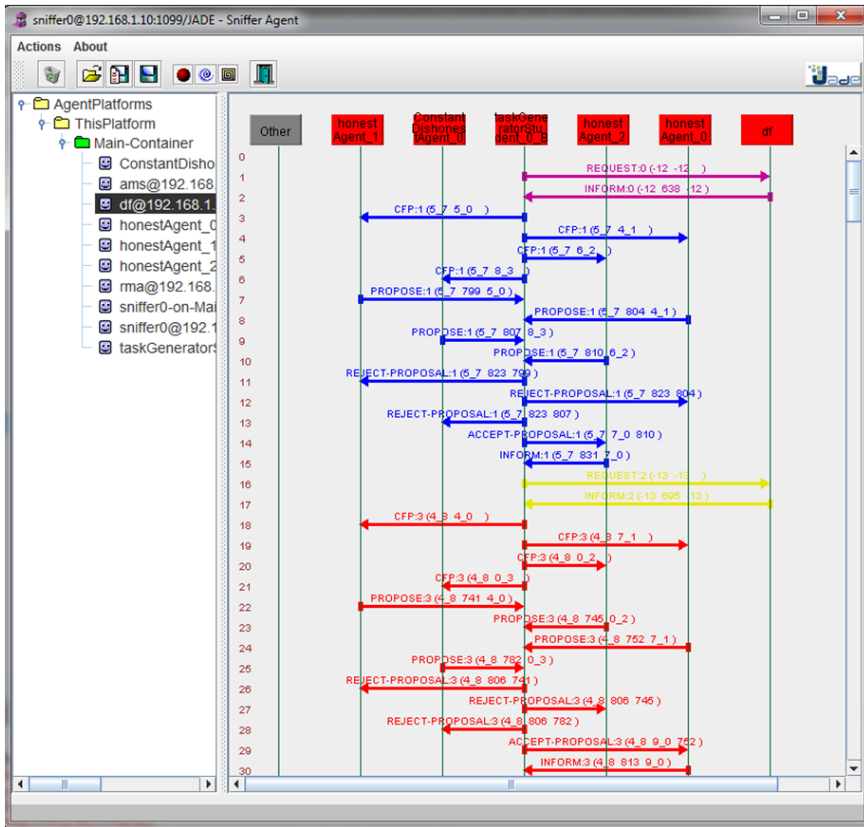 sniffer0@192.168.1.10:1099/JADE - Sniffer Agent
Actions About
Jade
AgentPlatforms
ThisPlatform
Main-Container
ConstantDisho
ams@192.168.
df@192.168.1.
honestAgent_0
honestAgent_1
honestAgent_2
rma@192.168.
sniffer0-on-Mai
sniffer0@192.1
taskGeneratorS
Other
honest
Agent_1
Constant
Dishones
tAgent_0
taskGene
ratorStu
dent_0_B
honest
Agent_2
honest
Agent_0
df
0
1 REQUEST:0 (-12 -12 )
2 INFORM:0 (-12 638 -12 )
3 CFP:1 (5_7 5_0 )
4 CFP:1 (5_7 4_1 )
5 CFP:1 (5_7 6_2 )
6 CFP:1 (5_7 8_3 )
7 PROPOSE:1 (5_7 799 5_0 )
8 PROPOSE:1 (5_7 804 4_1 )
9 PROPOSE:1 (5_7 807 8_3 )
10 PROPOSE:1 (5_7 810 6_2 )
11 REJECT-PROPOSAL:1 (5_7 823 799 )
12 REJECT-PROPOSAL:1 (5_7 823 804 )
13 REJECT-PROPOSAL:1 (5_7 823 807 )
14 ACCEPT-PROPOSAL:1 (5_7 7_0 810 )
15 INFORM:1 (5_7 831 7_0 )
16 REQUEST:2 (-13 -13 )
17 INFORM:2 (-13 695 -13 )
18 CFP:3 (4_8 4_0 )
19 CFP:3 (4_8 7_1 )
20 CFP:3 (4_8 0_2 )
21 CFP:3 (4_8 0_3 )
22 PROPOSE:3 (4_8 741 4_0 )
23 PROPOSE:3 (4_8 745 0_2 )
24 PROPOSE:3 (4_8 752 7_1 )
25 PROPOSE:3 (4_8 782 0_3 )
26 REJECT-PROPOSAL:3 (4_8 806 741 )
27 REJECT-PROPOSAL:3 (4_8 806 745 )
28 REJECT-PROPOSAL:3 (4_8 806 782 )
29 ACCEPT-PROPOSAL:3 (4_8 9_0 752 )
30 INFORM:3 (4_8 813 9_0 )